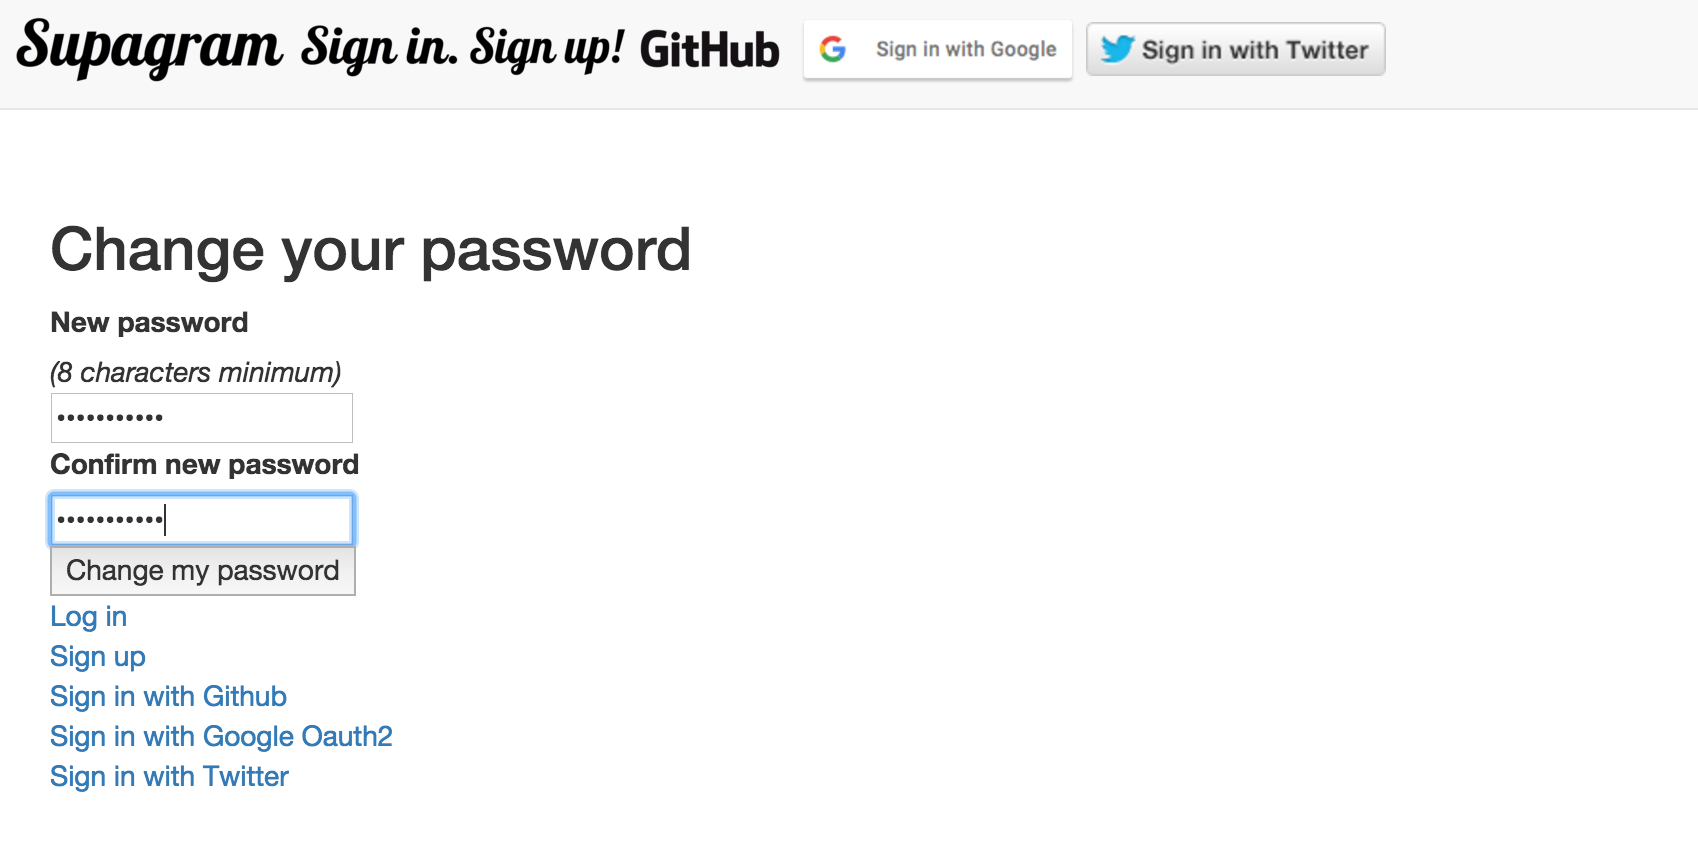 Supagram Sign in. Sign up! GitHub Sign in with Google Sign in with Twitter
Change your password
New password
(8 characters minimum)
•••••••••••
Confirm new password
•••••••••••
Change my password
Log in
Sign up
Sign in with Github
Sign in with Google Oauth2
Sign in with Twitter